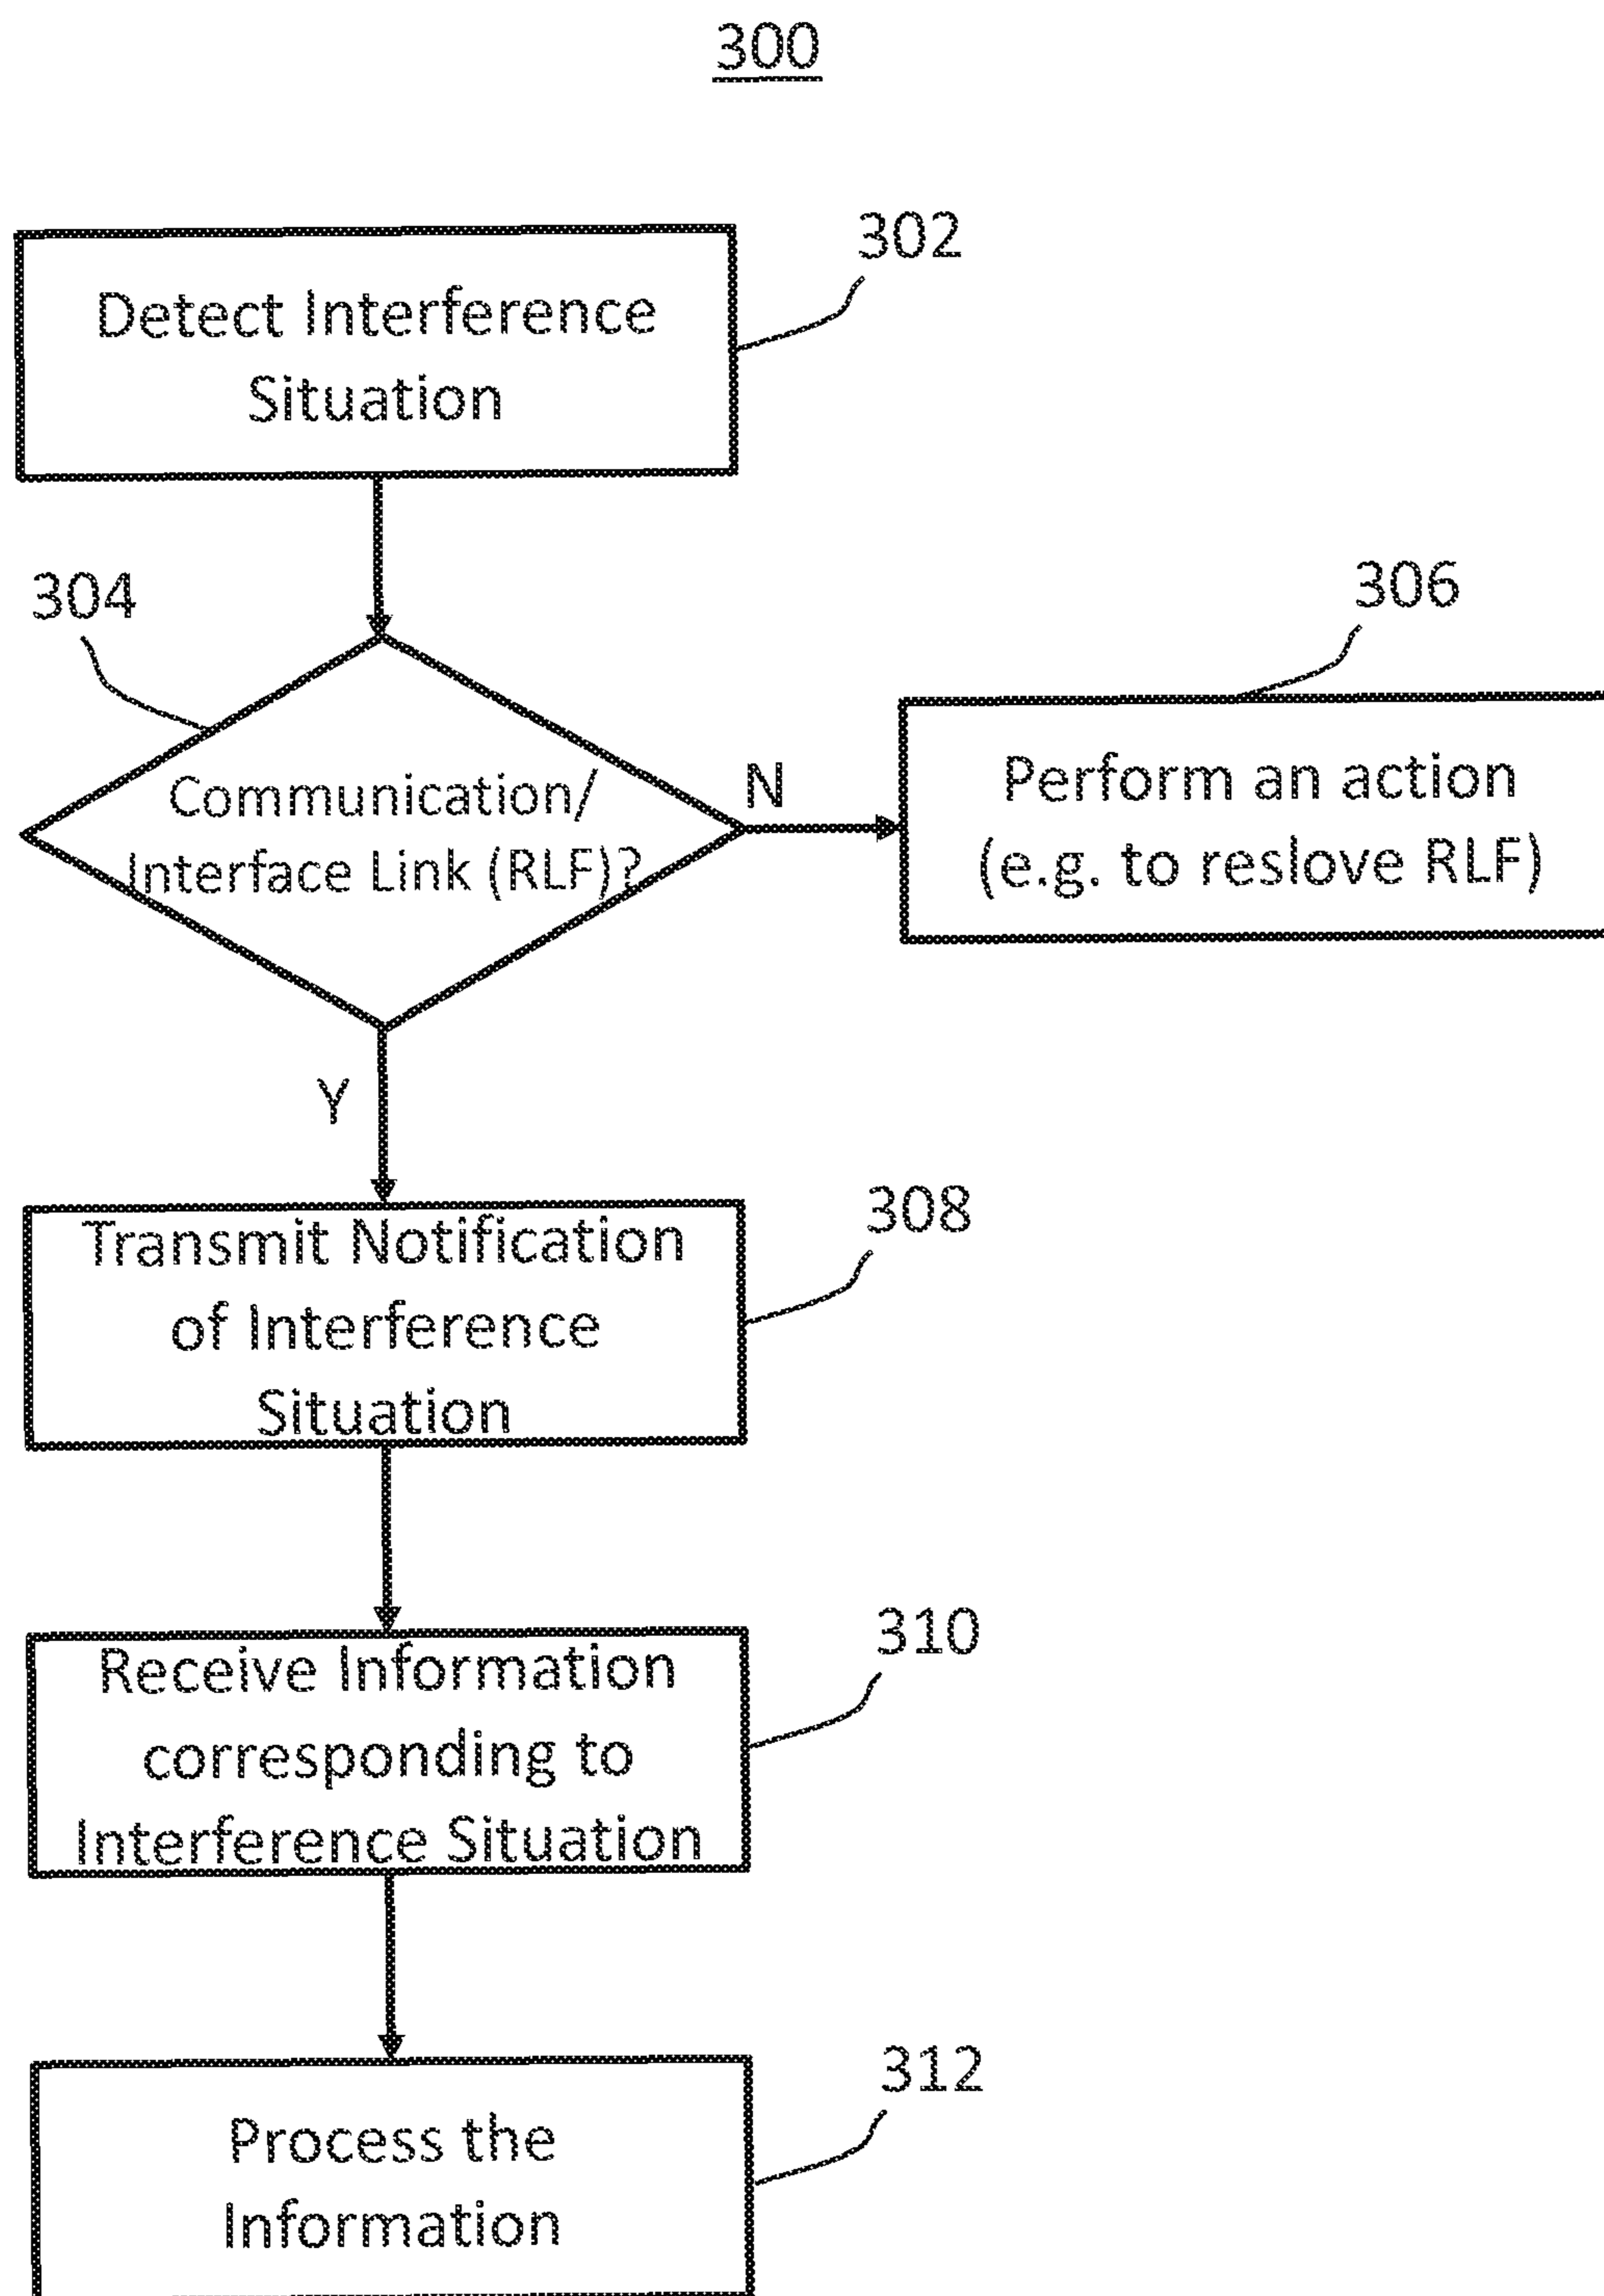 300
302
Detect Interference
Situation
304
306
Communication/
Interface Link (RLF)?
N
Perform an action
(e.g. to reslove RLF)
Y
308
Transmit Notification
of Interference
Situation
310
Receive Information
corresponding to
Interference Situation
312
Process the
Information